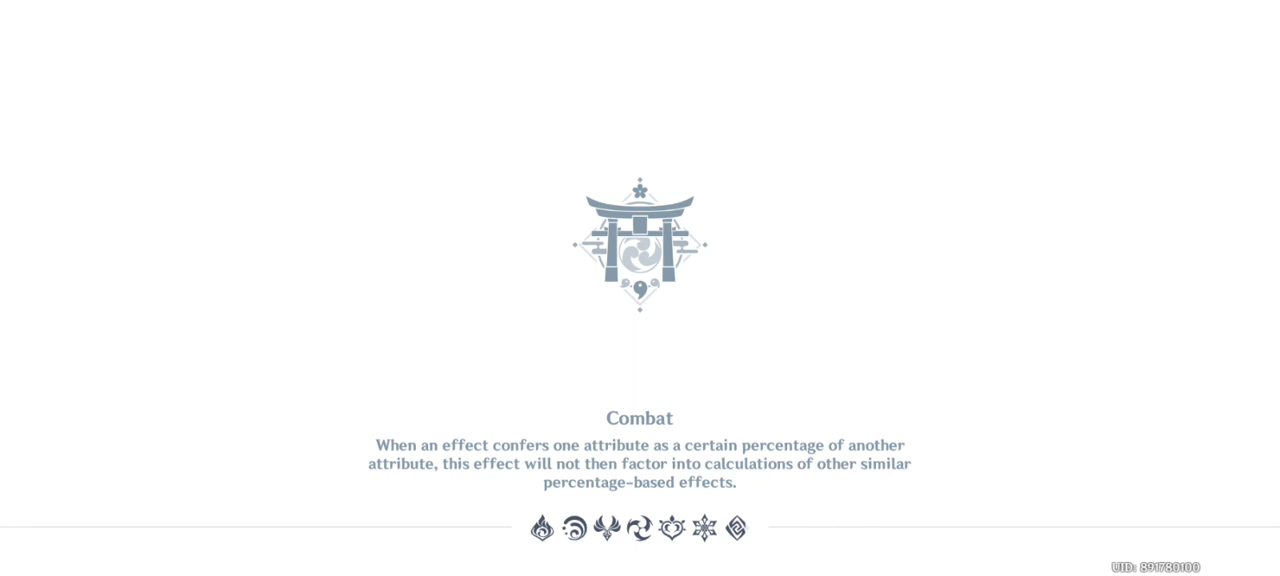 Combat
When an effect confers one attribute as a certain percentage of another
attribute, this effect will not then factor into calculations of other similar
percentage-based effects.
UID: 891780100